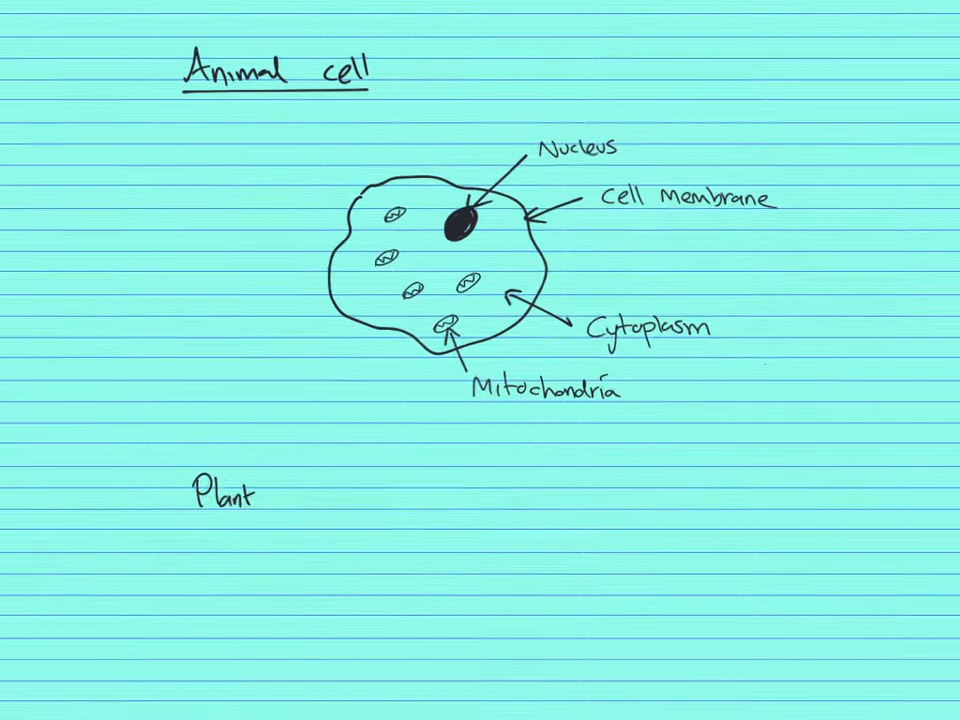 Animal cell
Nucleus
Cell Membrane
Cytoplasm
Mitochondria
Plant